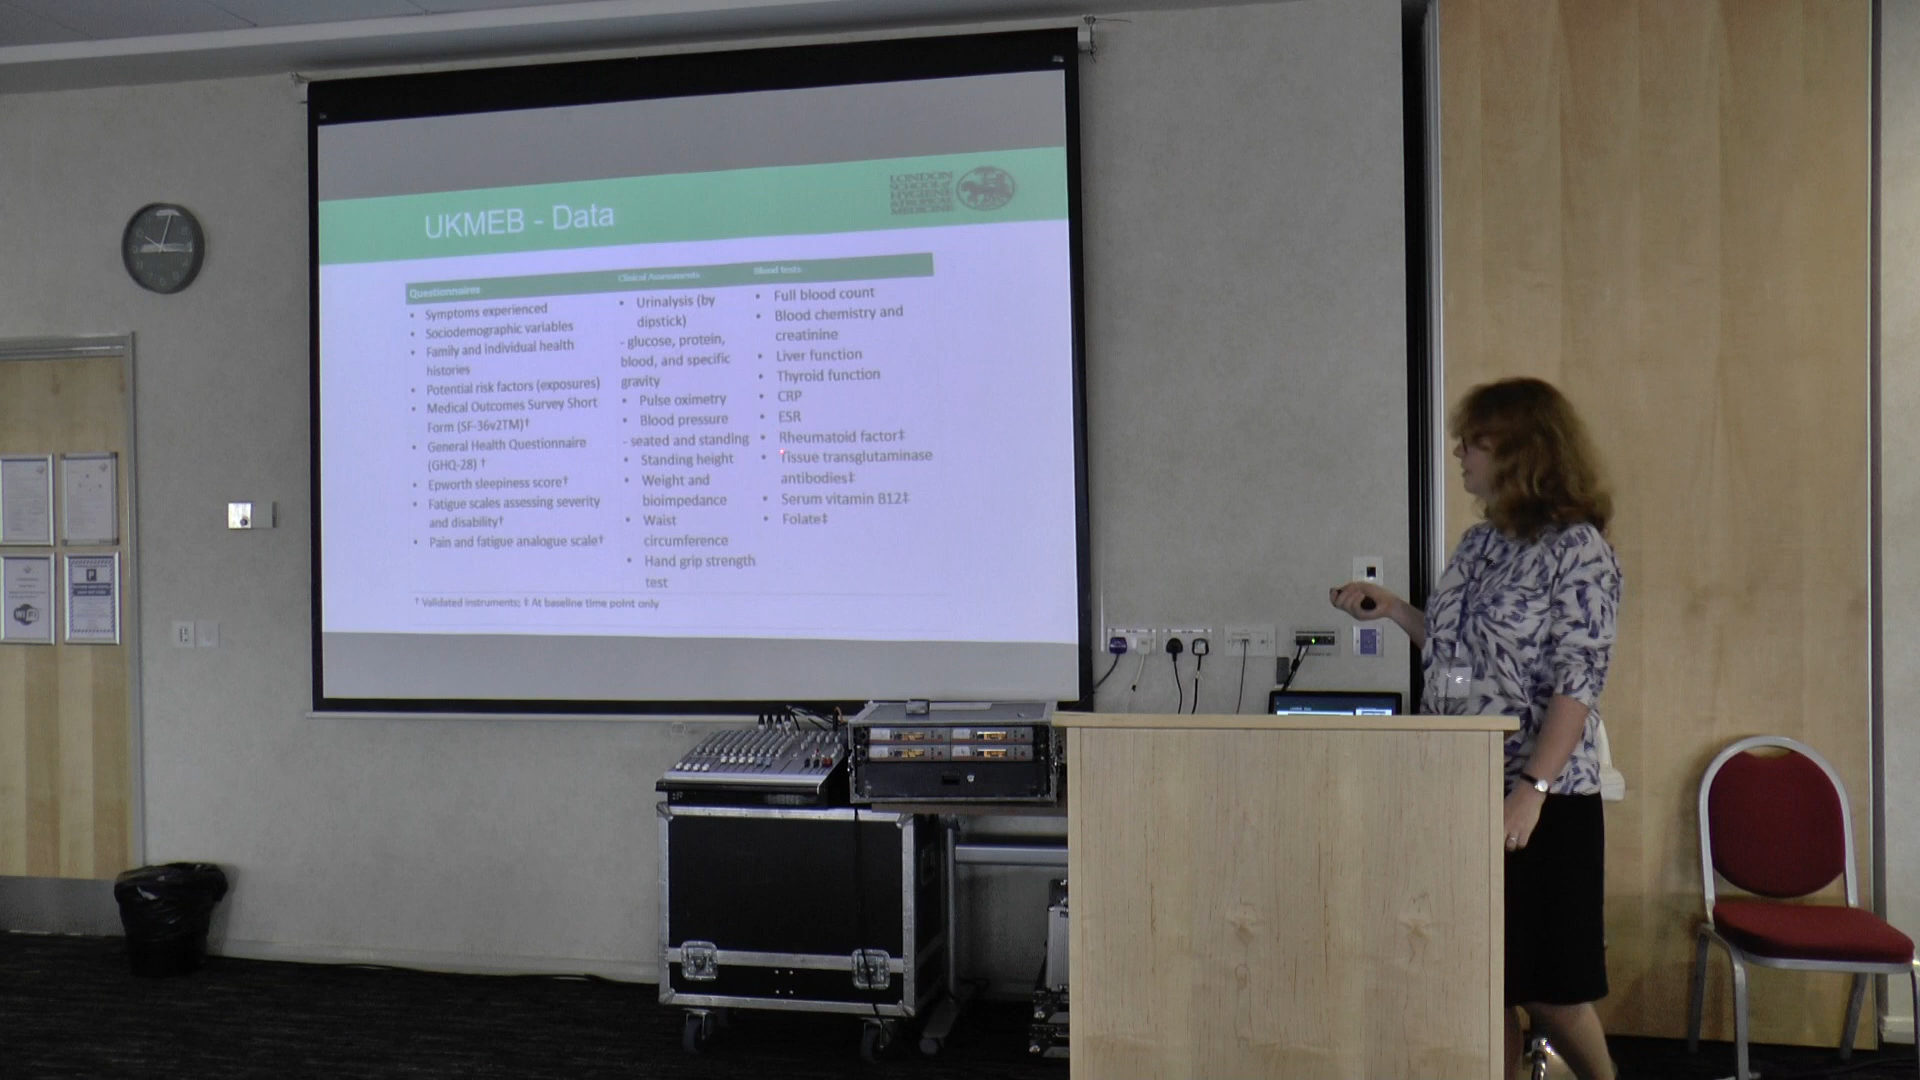 LONDON
SCHOOL of
HYGIENE
& TROPICAL
MEDICINE
UKMEB - Data
Questionnaires
• Symptoms experienced
• Sociodemographic variables
• Family and individual health
histories
• Potential risk factors (exposures)
• Medical Outcomes Survey Short
Form (SF-36v2TM)†
• General Health Questionnaire
(GHQ-28) †
• Epworth sleepiness score†
• Fatigue scales assessing severity
and disability†
• Pain and fatigue analogue scale†
Clinical Assessments
• Urinalysis (by
dipstick)
- glucose, protein,
blood, and specific
gravity
• Pulse oximetry
• Blood pressure
- seated and standing
• Standing height
• Weight and
bioimpedance
• Waist
circumference
• Hand grip strength
test
Blood tests
• Full blood count
• Blood chemistry and
creatinine
• Liver function
• Thyroid function
• CRP
• ESR
• Rheumatoid factor‡
• Tissue transglutaminase
antibodies‡
• Serum vitamin B12‡
• Folate‡
† Validated instruments; ‡ At baseline time point only
P
Wi Fi